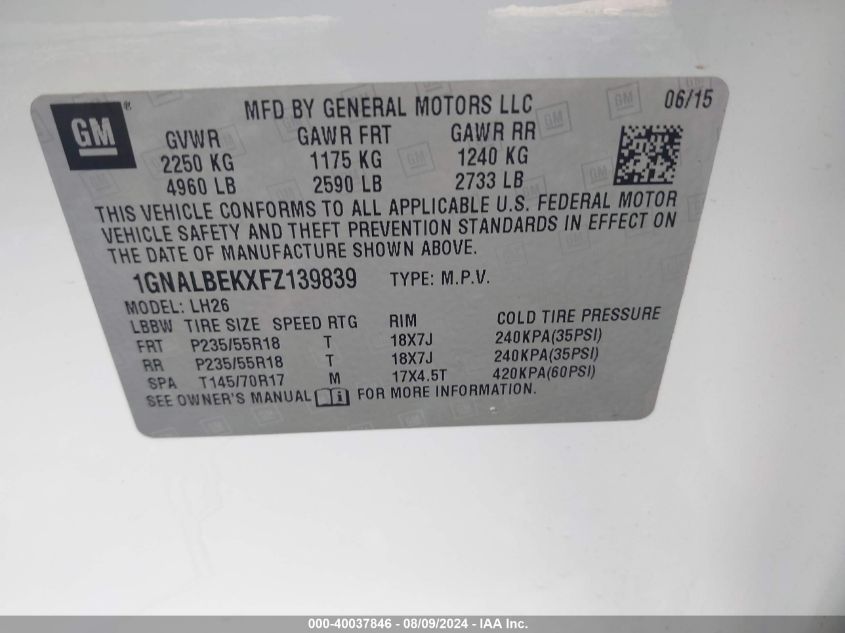 GM
®
MFD BY GENERAL MOTORS LLC 06/15
GVWR GAWR FRT GAWR RR
2250 KG 1175 KG 1240 KG
4960 LB 2590 LB 2733 LB
THIS VEHICLE CONFORMS TO ALL APPLICABLE U.S. FEDERAL MOTOR
VEHICLE SAFETY AND THEFT PREVENTION STANDARDS IN EFFECT ON
THE DATE OF MANUFACTURE SHOWN ABOVE.
1GNALBEKXFZ139839 TYPE: M.P.V.
MODEL: LH26
LBBW TIRE SIZE SPEED RTG RIM COLD TIRE PRESSURE
FRT P235/55R18 T 18X7J 240KPA(35PSI)
RR P235/55R18 T 18X7J 240KPA(35PSI)
SPA T145/70R17 M 17X4.5T 420KPA(60PSI)
SEE OWNER'S MANUAL i FOR MORE INFORMATION.
000-40037846 - 08/09/2024 - IAA Inc.